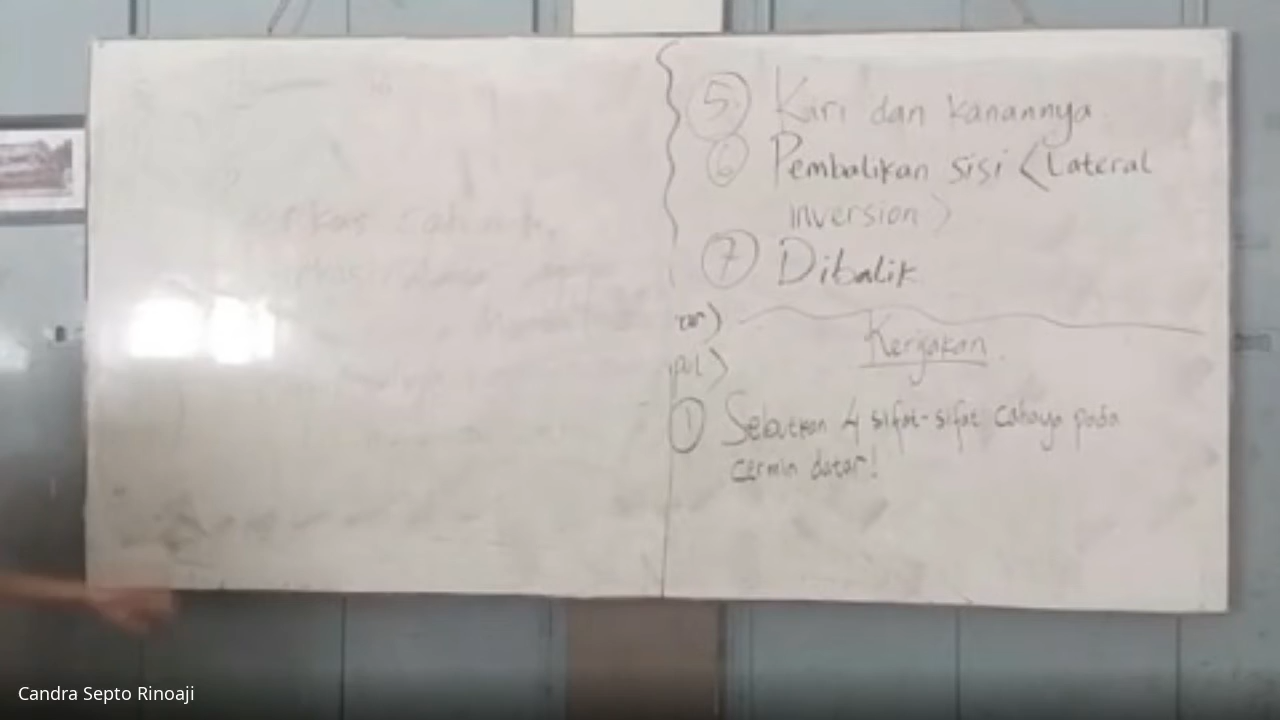 5. Kiri dan kanannya
6 Pembalikan sisi (Lateral
inversion)
7 Dibalik
Kerjakan
1 Sebutkan 4 sifat-sifat cahaya pada
cermin datar!
Candra Septo Rinoaji